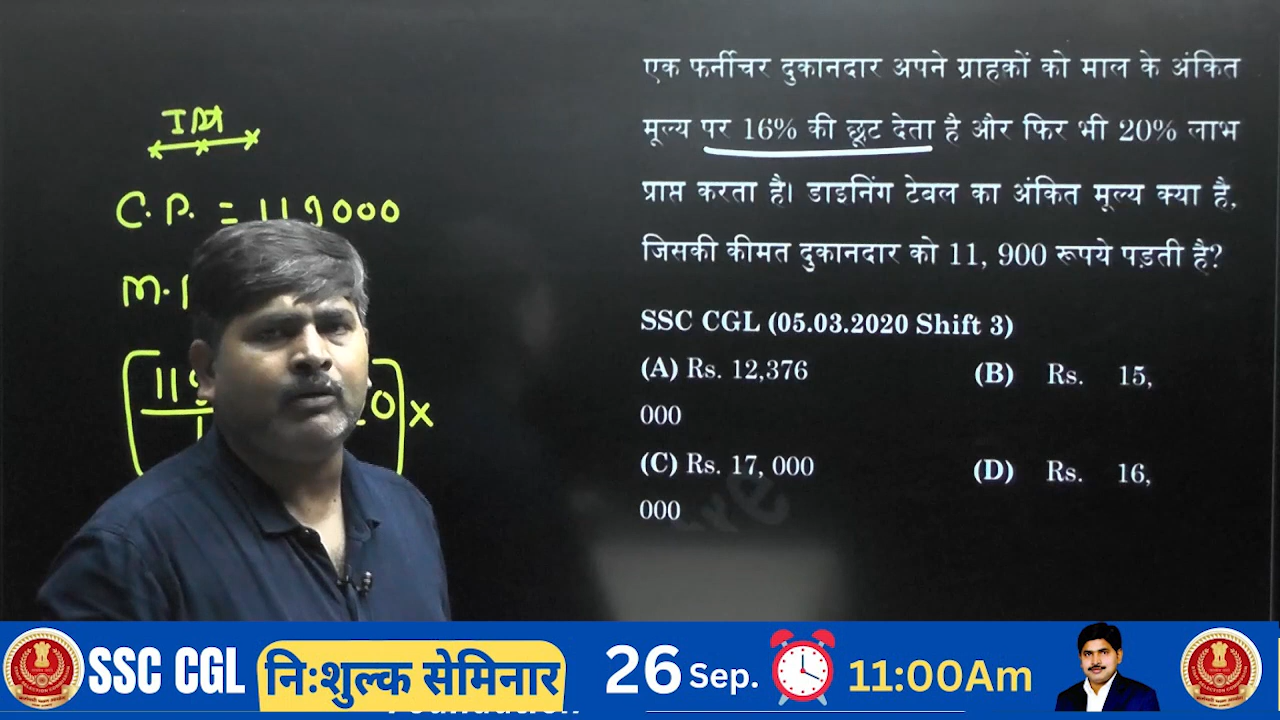 एक फर्नीचर दुकानदार अपने ग्राहकों को माल के अंकित
मूल्य पर 16% की छूट देता है और फिर भी 20% लाभ
प्राप्त करता है। डाइनिंग टेबल का अंकित मूल्य क्या है,
जिसकी कीमत दुकानदार को 11, 900 रूपये पड़ती है?
SSC CGL (05.03.2020 Shift 3)
(A) Rs. 12,376 (B) Rs. 15,
000
(C) Rs. 17, 000 (D) Rs. 16,
000
C.P. = 119000
M.
0 x
SSC CGL निःशुल्क सेमिनार 26 Sep. 11:00Am